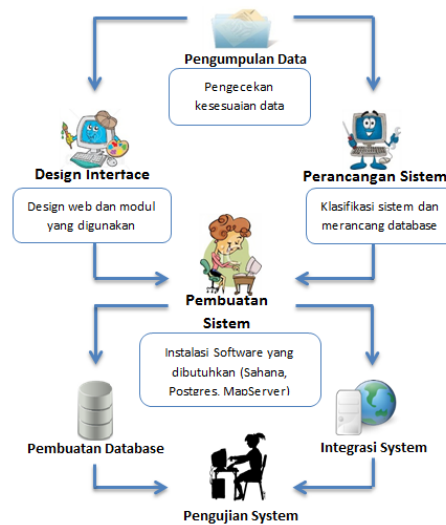 Pengumpulan Data
Pengecekan
kesesuaian data
Design Interface
Design web dan modul
yang digunakan
Perancangan Sistem
Klasifikasi sistem dan
merancang database
Pembuatan
Sistem
Instalasi Software yang
dibutuhkan (Sahana,
Postgres, MapServer)
Pembuatan Database
Integrasi System
Pengujian System